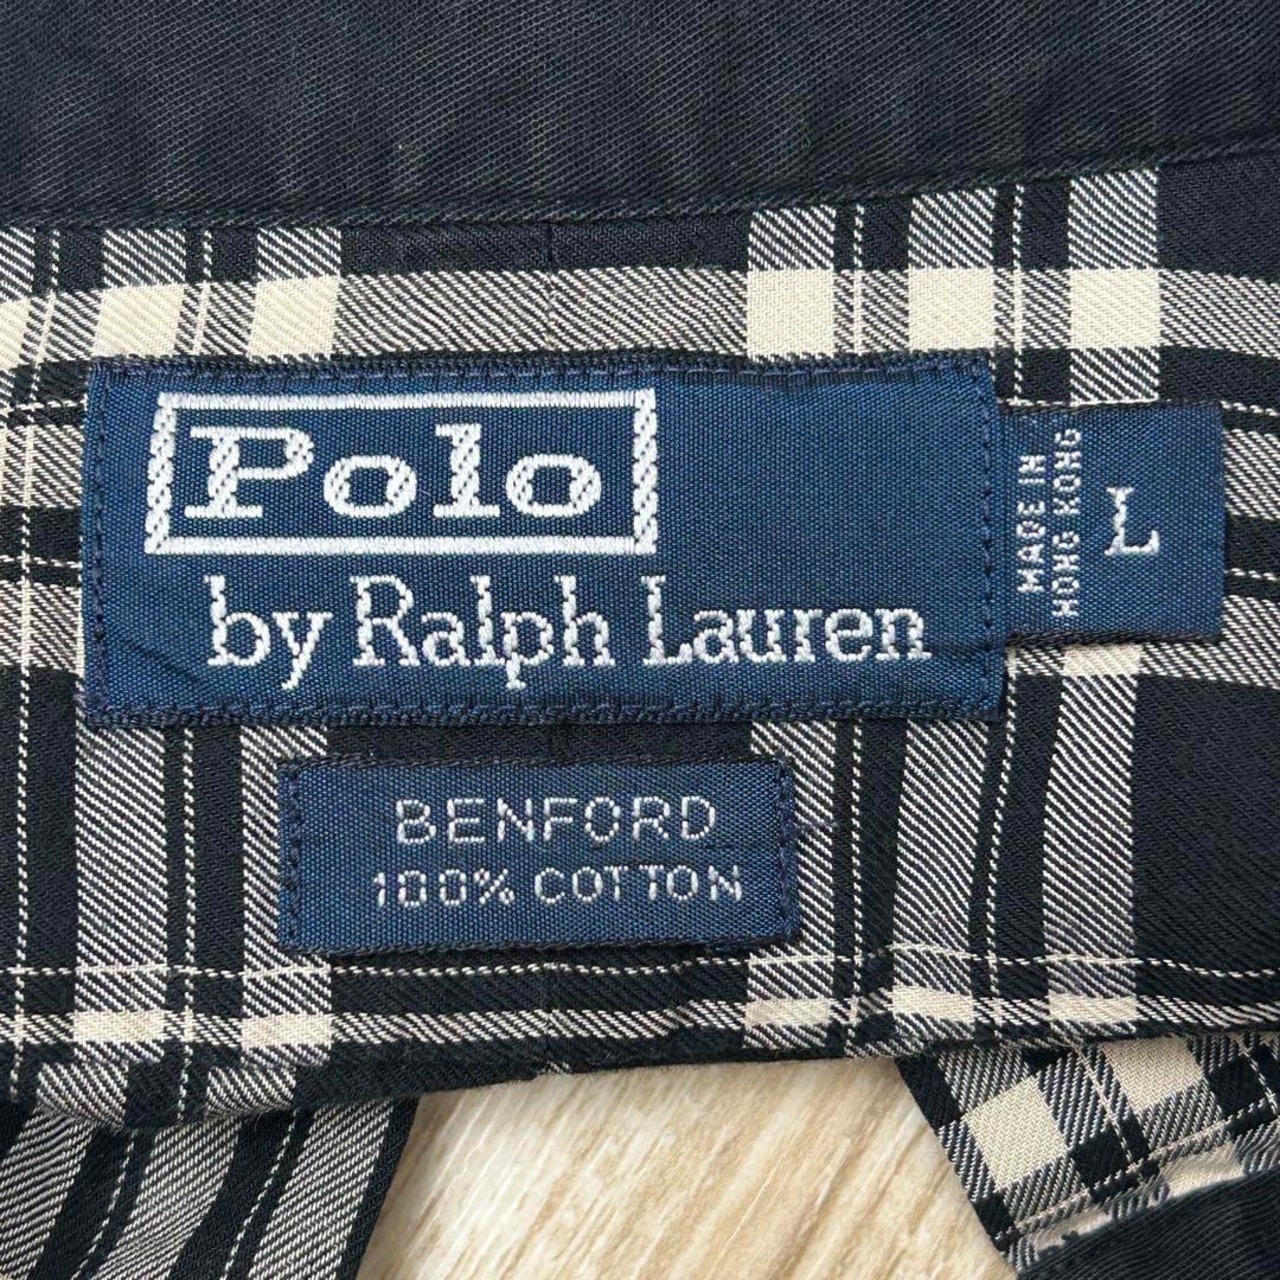 Polo
by Ralph Lauren
MADE IN
HONG KONG
L
BENFORD
100% COTTON